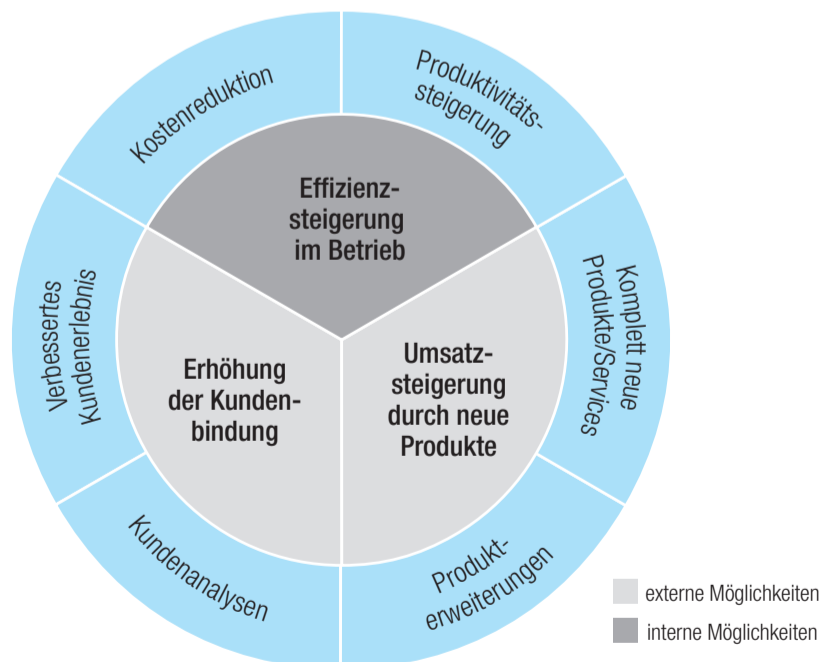 Kostenreduktion
Produktivitäts-
steigerung
Effizienz-
steigerung
im Betrieb
Verbessertes
Kundenerlebnis
Komplett neue
Produkte/Services
Erhöhung
der Kunden-
bindung
Umsatz-
steigerung
durch neue
Produkte
Kundenanalysen
Produkt-
erweiterungen
externe Möglichkeiten
interne Möglichkeiten